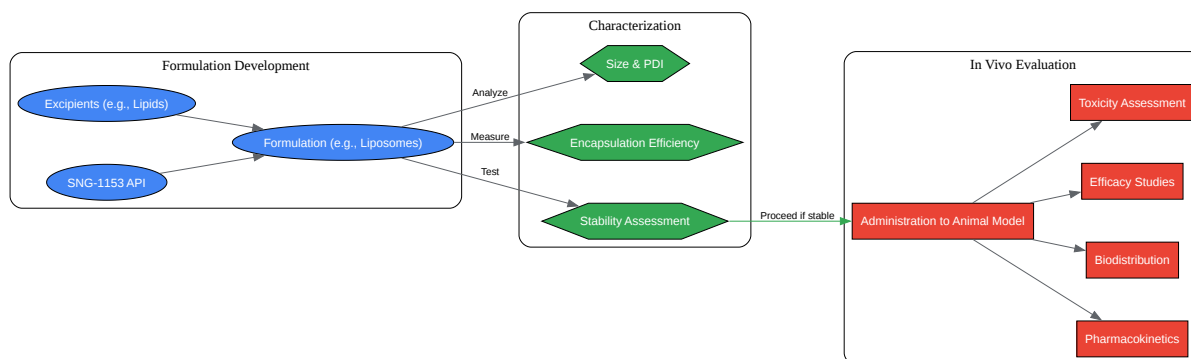 Formulation Development
Excipients (e.g., Lipids)
SNG-1153 API
Formulation (e.g., Liposomes)
Analyze
Measure
Test
Characterization
Size & PDI
Encapsulation Efficiency
Stability Assessment
Proceed if stable
In Vivo Evaluation
Administration to Animal Model
Toxicity Assessment
Efficacy Studies
Biodistribution
Pharmacokinetics